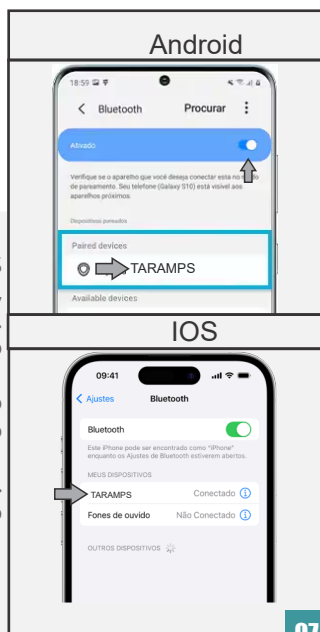 Android
18:59
Bluetooth Procurar
Ativado
Verifique se o aparelho que você deseja conectar está no modo
de pareamento. Seu telefone (Galaxy S10) está visível aos
aparelhos próximos.
Dispositivos pareados
Paired devices
TARAMPS
Available devices
IOS
09:41
Ajustes Bluetooth
Bluetooth
Este iPhone pode ser encontrado como "iPhone"
enquanto os Ajustes de Bluetooth estiverem abertos.
MEUS DISPOSITIVOS
TARAMPS Conectado
Fones de ouvido Não Conectado
OUTROS DISPOSITIVOS
07